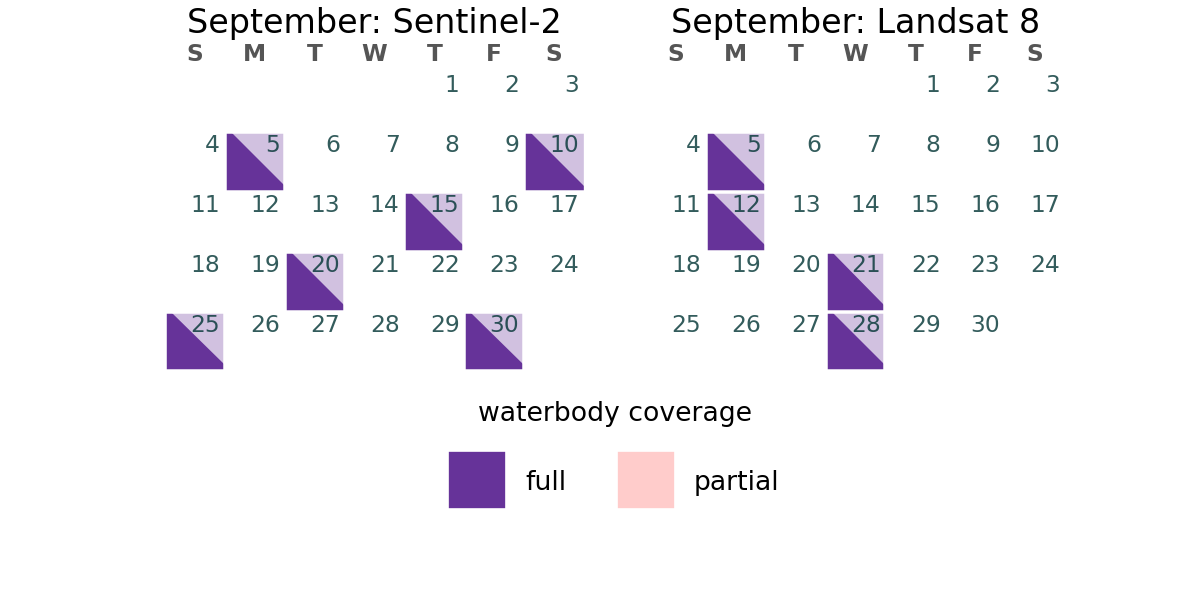 September: Sentinel-2
S M T W T F S
1 2 3
4 5 6 7 8 9 10
11 12 13 14 15 16 17
18 19 20 21 22 23 24
25 26 27 28 29 30
September: Landsat 8
S M T W T F S
1 2 3
4 5 6 7 8 9 10
11 12 13 14 15 16 17
18 19 20 21 22 23 24
25 26 27 28 29 30
waterbody coverage
full partial